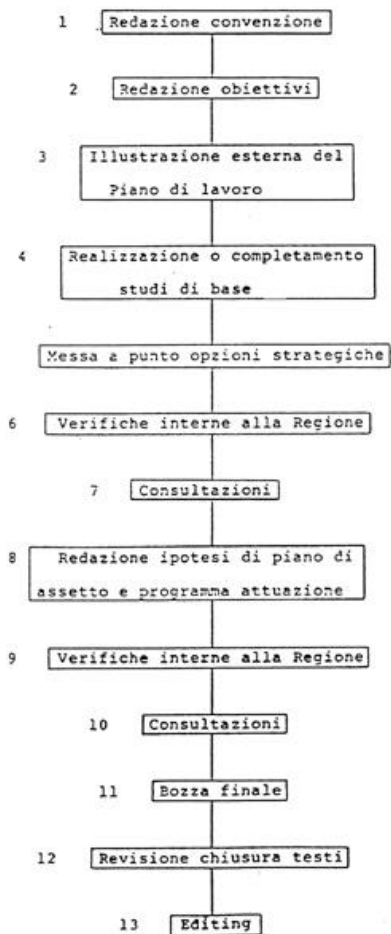 1 Redazione convenzione
2 Redazione obiettivi
3 Illustrazione esterna del
Piano di lavoro
4 Realizzazione o completamento
studi di base
Messa a punto opzioni strategiche
6 Verifiche interne alla Regione
7 Consultazioni
8 Redazione ipotesi di piano di
assetto e programma attuazione
9 Verifiche interne alla Regione
10 Consultazioni
11 Bozza finale
12 Revisione chiusura testi
13 Editing